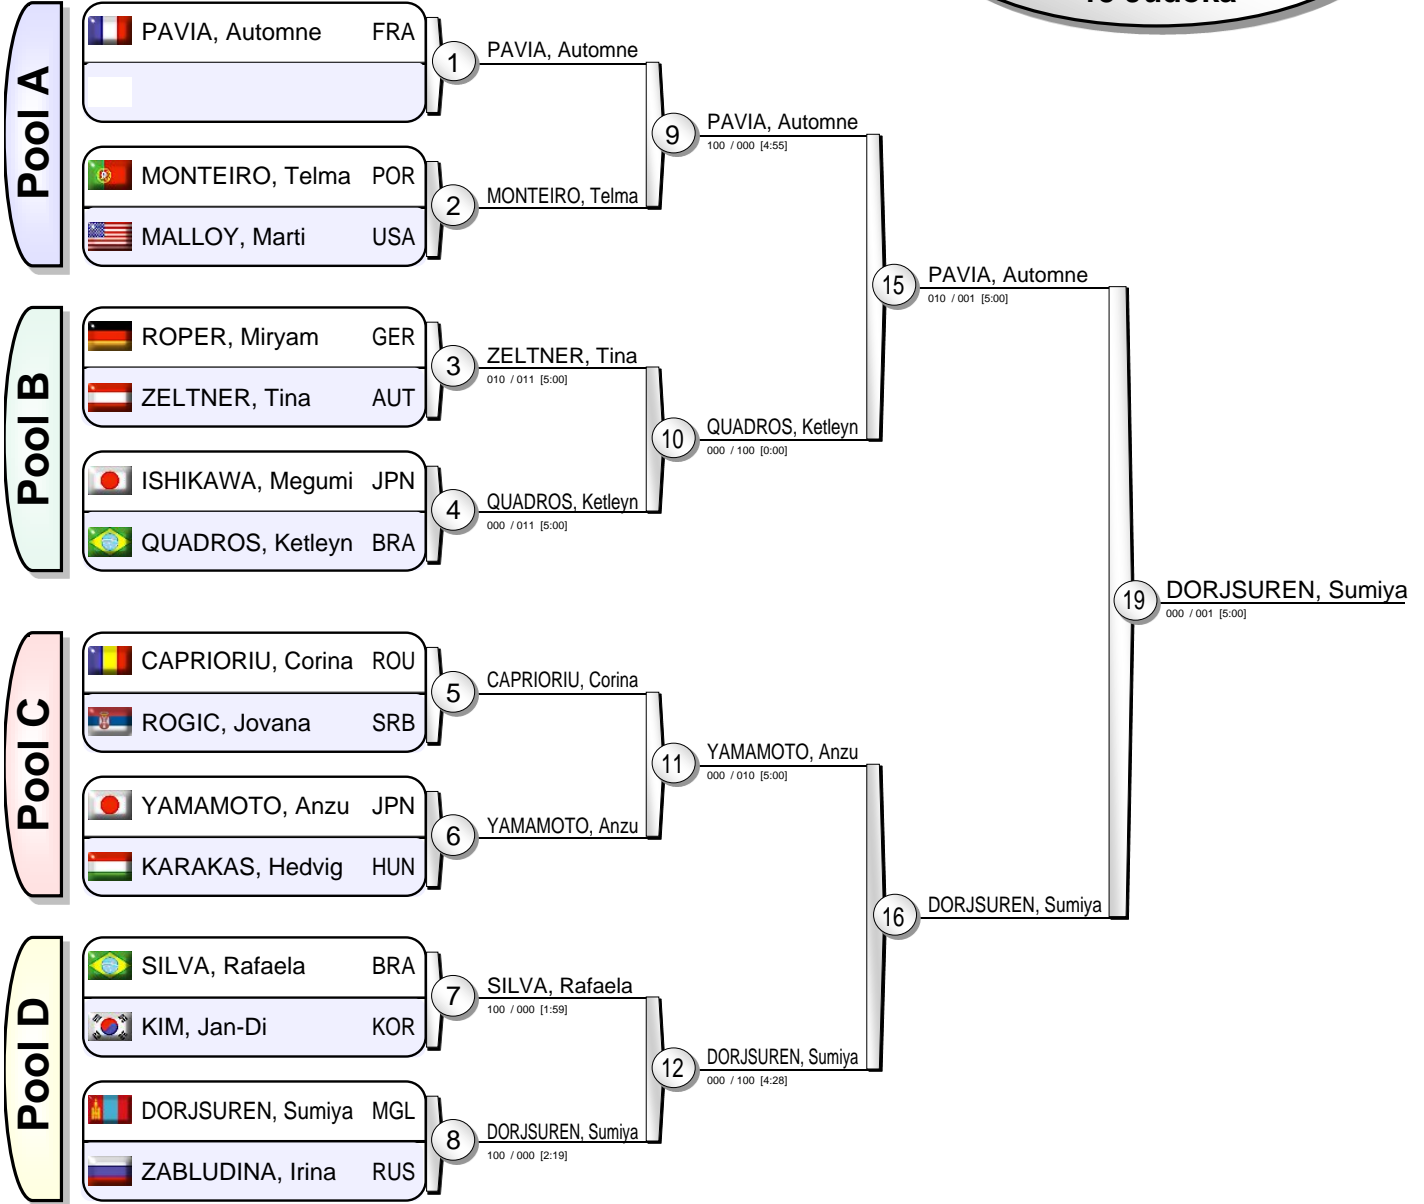 Pool A
PAVIA, Automne FRA
MONTEIRO, Telma POR
MALLOY, Marti USA
Pool B
ROPER, Miryam GER
ZELTNER, Tina AUT
ISHIKAWA, Megumi JPN
QUADROS, Ketleyn BRA
Pool C
CAPRIORIU, Corina ROU
ROGIC, Jovana SRB
YAMAMOTO, Anzu JPN
KARAKAS, Hedvig HUN
Pool D
SILVA, Rafaela BRA
KIM, Jan-Di KOR
DORJSUREN, Sumiya MGL
ZABLUDINA, Irina RUS
1
PAVIA, Automne
2
MONTEIRO, Telma
3
ZELTNER, Tina
010 / 011 [5:00]
4
QUADROS, Ketleyn
000 / 011 [5:00]
5
CAPRIORIU, Corina
6
YAMAMOTO, Anzu
7
SILVA, Rafaela
100 / 000 [1:59]
8
DORJSUREN, Sumiya
100 / 000 [2:19]
9
PAVIA, Automne
100 / 000 [4:55]
10
QUADROS, Ketleyn
000 / 100 [0:00]
11
YAMAMOTO, Anzu
000 / 010 [5:00]
12
DORJSUREN, Sumiya
000 / 100 [4:28]
15
PAVIA, Automne
010 / 001 [5:00]
16
DORJSUREN, Sumiya
19
DORJSUREN, Sumiya
000 / 001 [5:00]